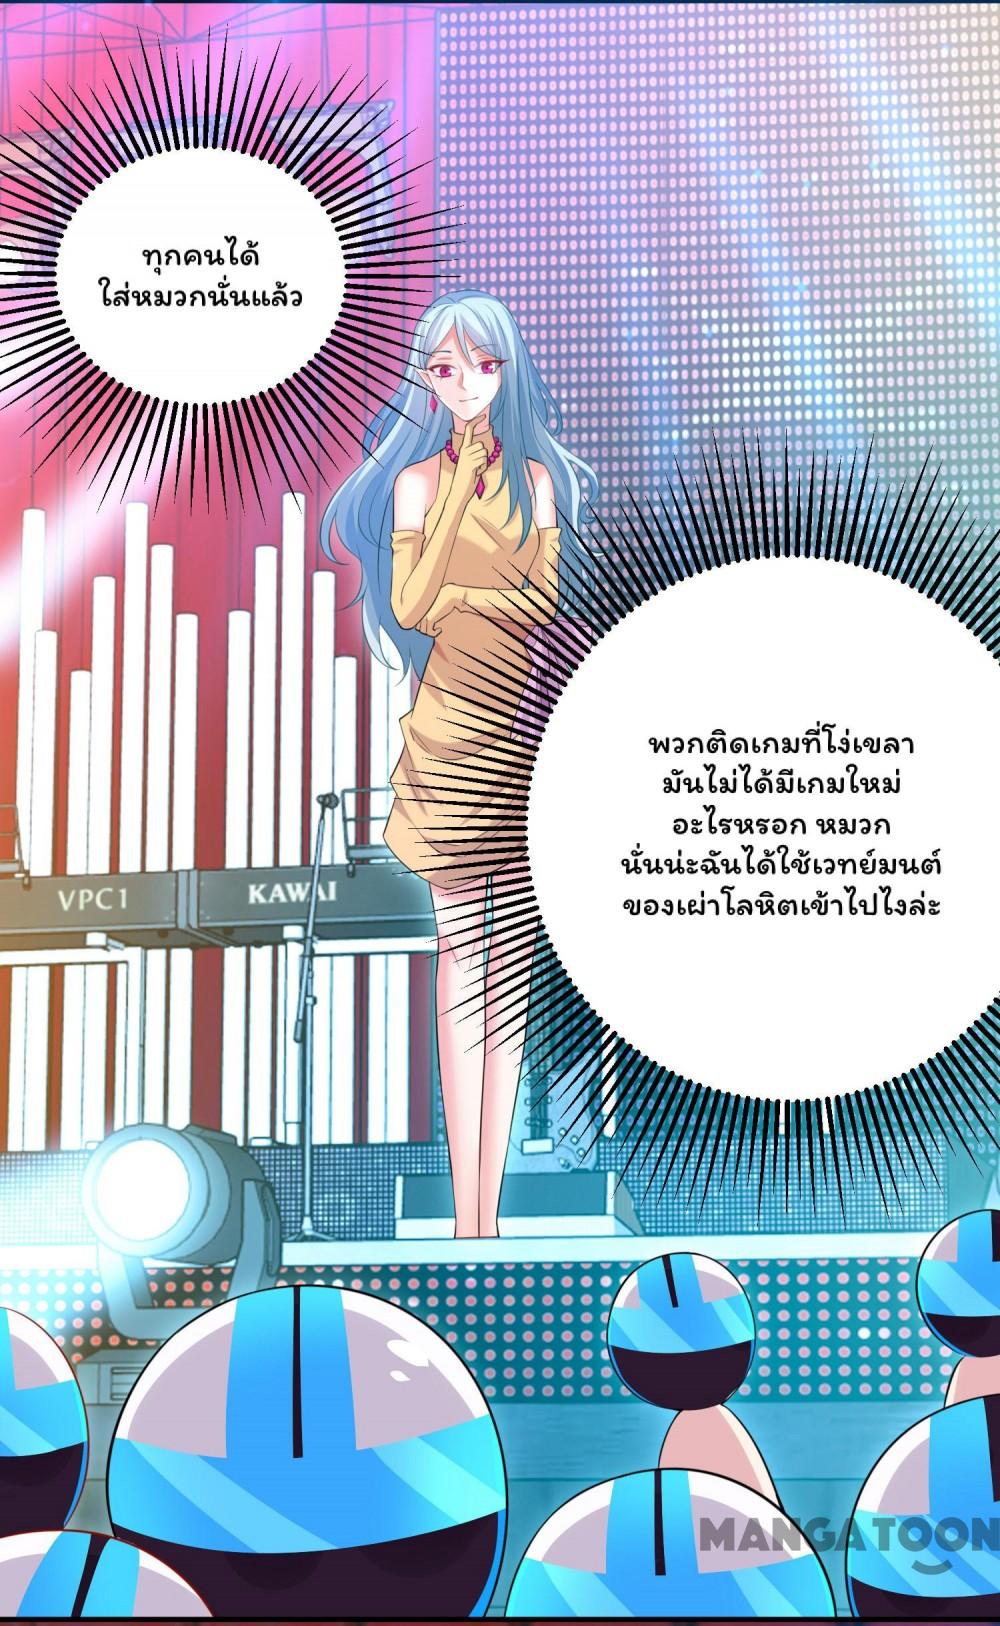 ทุกคนได้
ใส่หมวกนั่นแล้ว
พวกติดเกมที่โง่เขลา
มันไม่ได้มีเกมใหม่
อะไรหรอก หมวก
นั่นน่ะฉันได้ใช้เวทย์มนต์
ของเผ่าโลหิตเข้าไปไงล่ะ
VPC1
KAWAI
MANGATOON